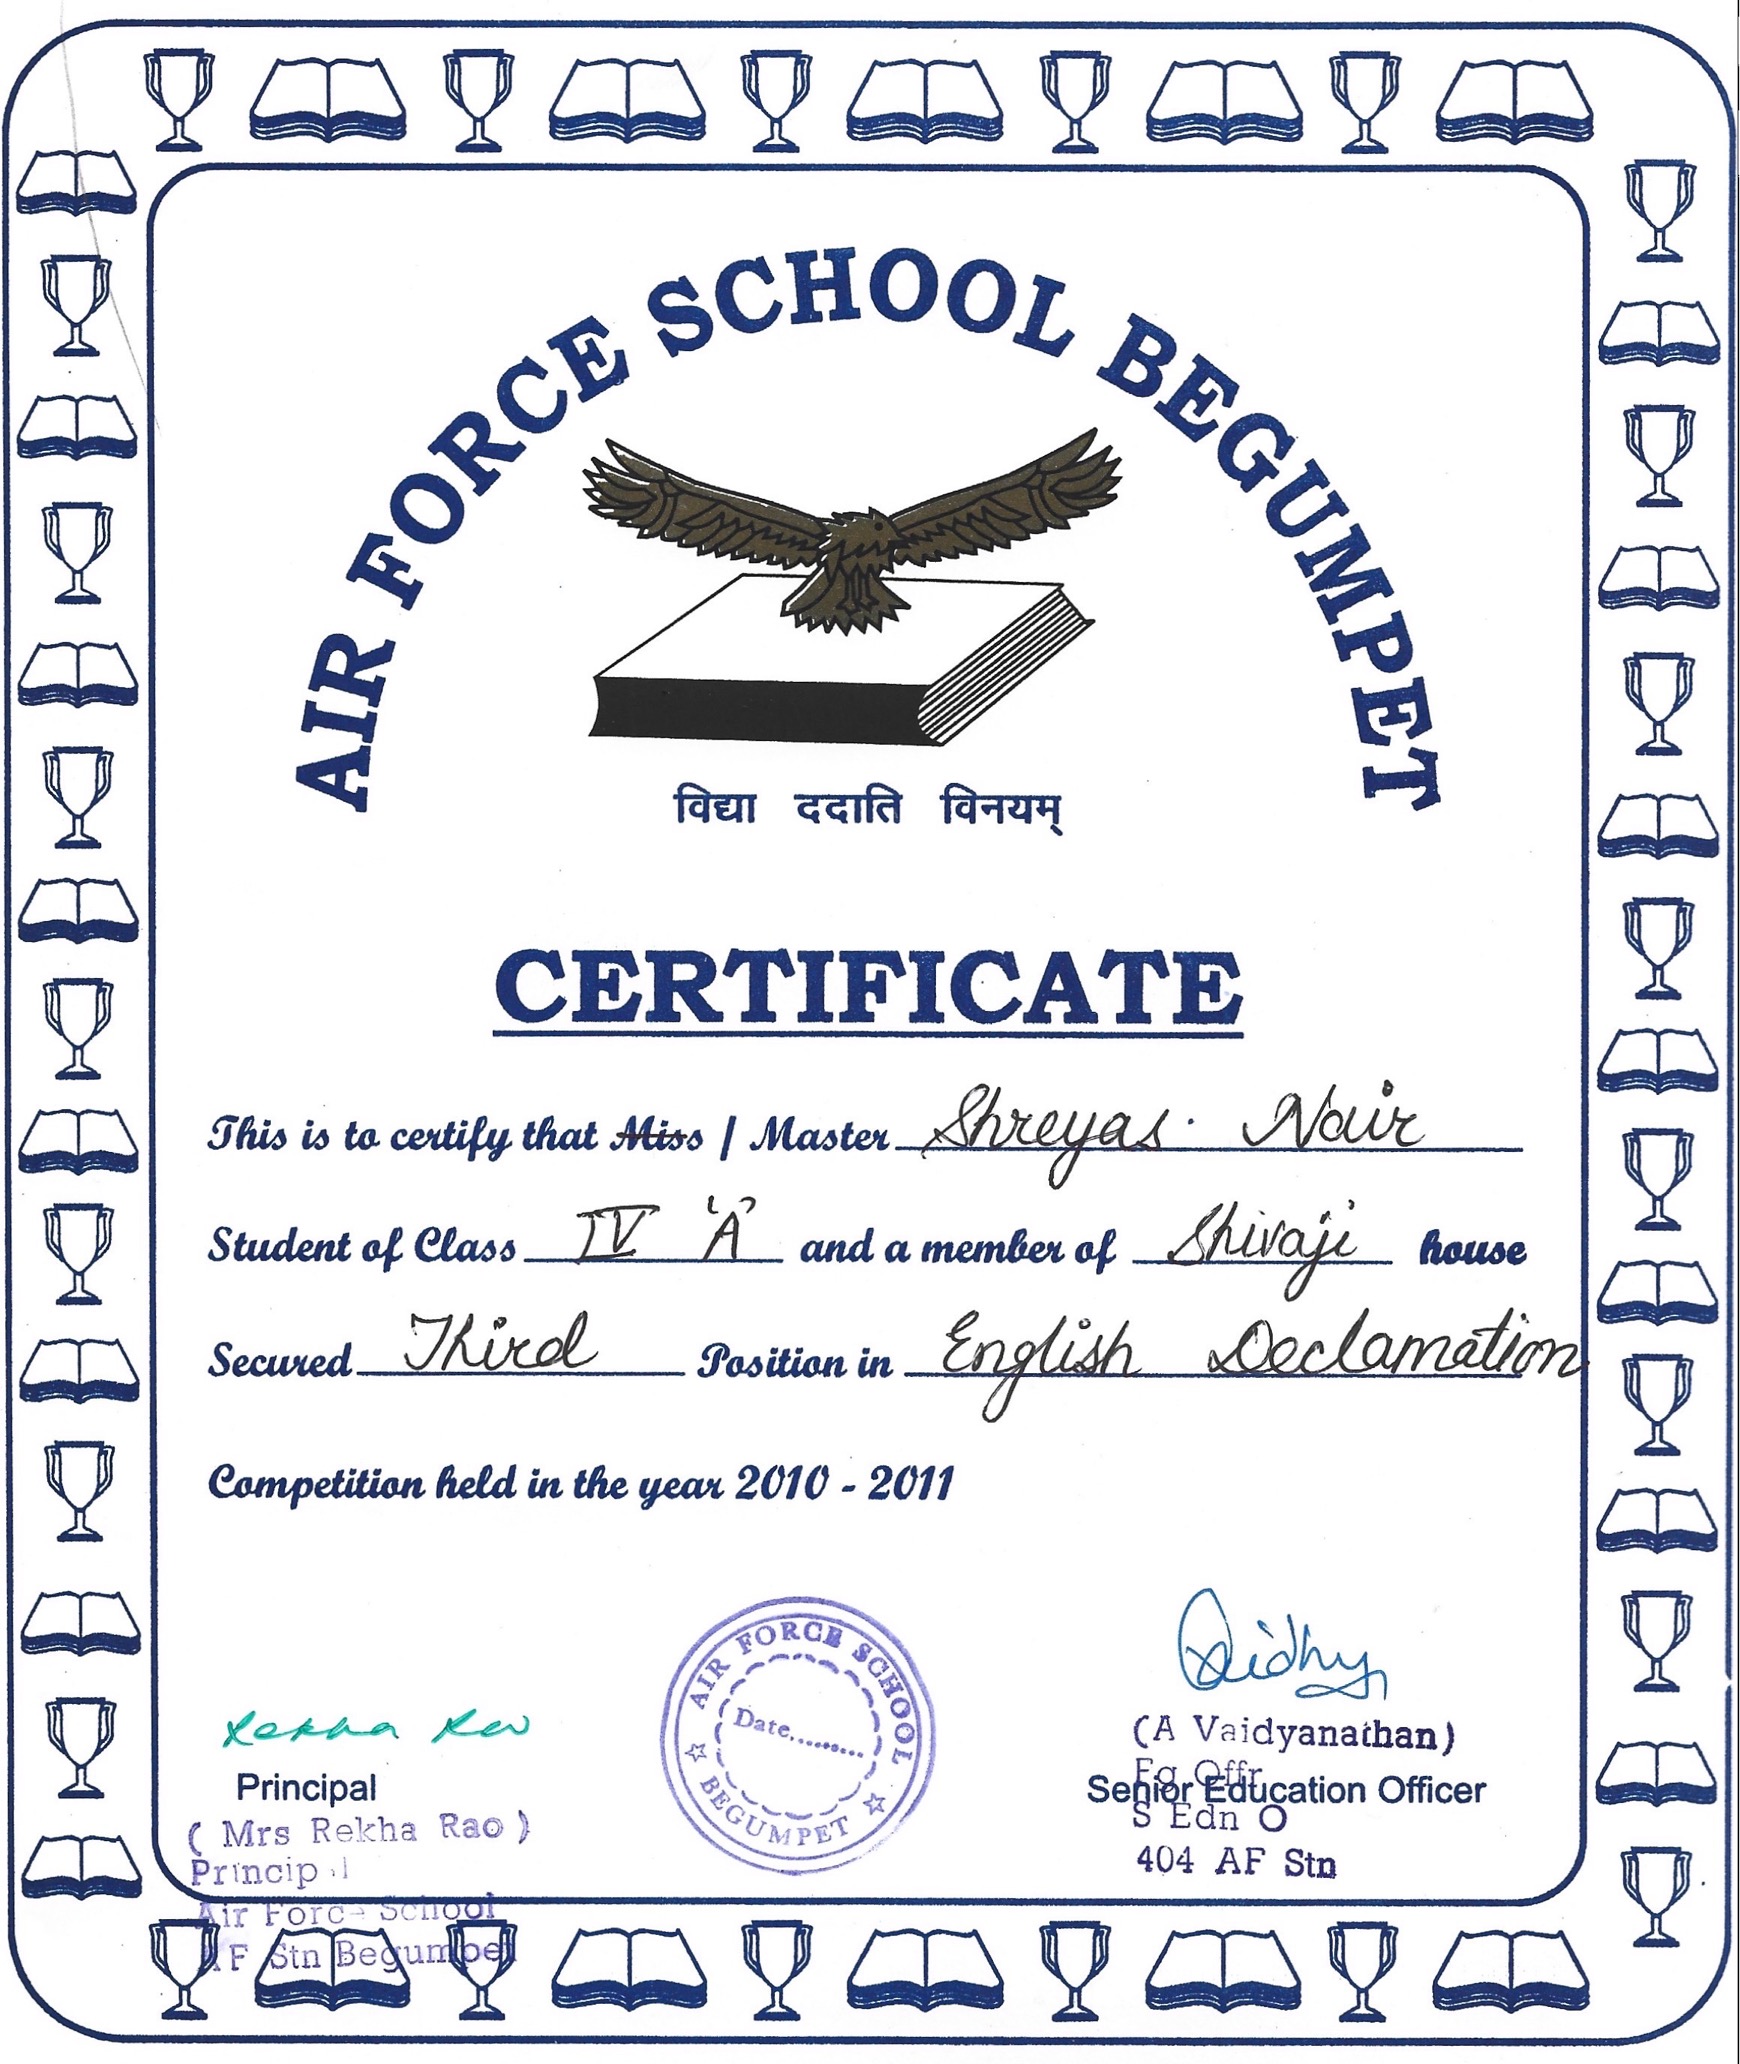 AIR FORCE SCHOOL BEGUMPET
विद्या ददाति विनयम्
CERTIFICATE
This is to certify that Miss / Master Shreyas Nair
Student of Class IV 'A' and a member of Shivaji house
Secured Third Position in English Declamation
Competition held in the year 2010 - 2011
AIR FORCE SCHOOL
Date..........
BEGUMPET
Rekha Rao
Principal
( Mrs Rekha Rao )
Principal
Air Force School
AF Stn Begumpet
Vaidhy
(A Vaidyanathan)
Fg Offr
Senior Education Officer
S Edn O
404 AF Stn